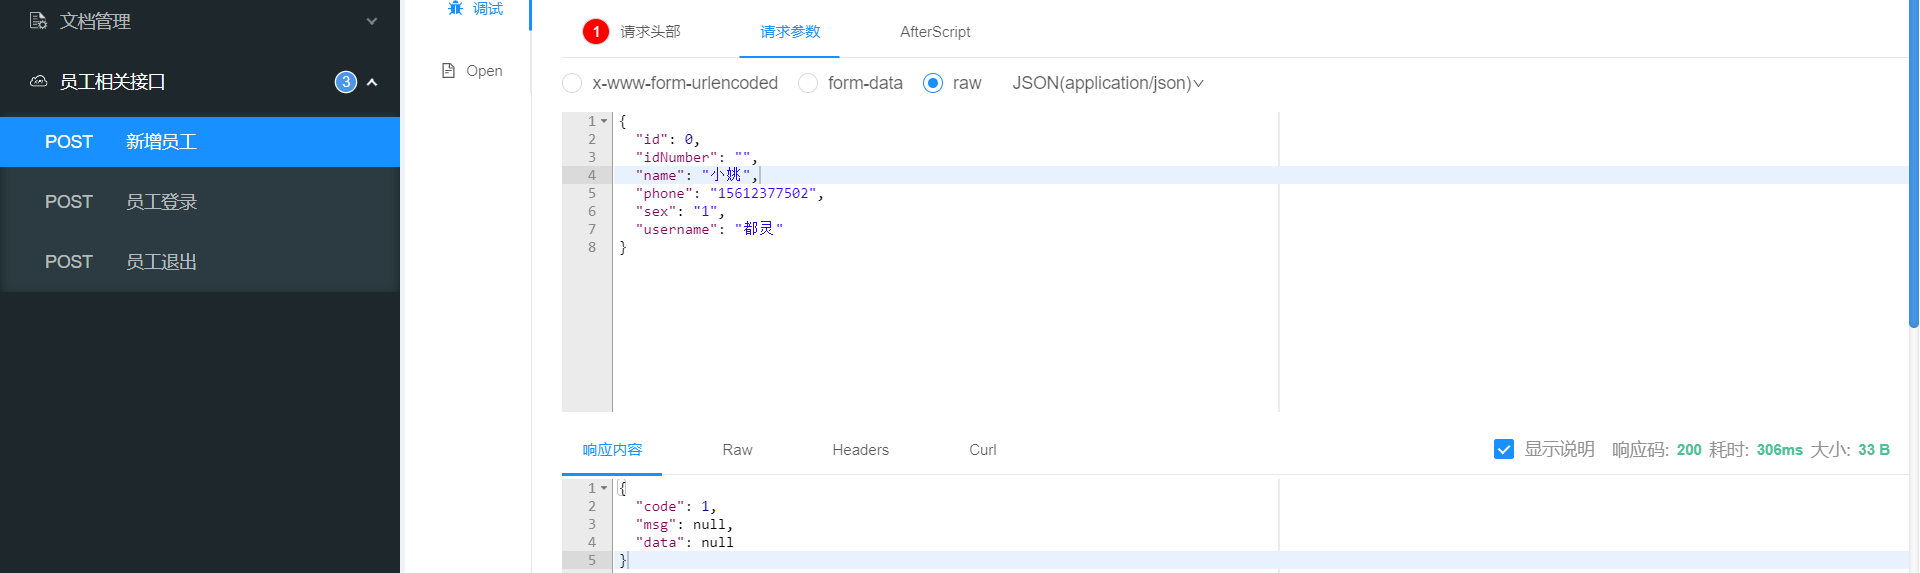 文档管理
员工相关接口 3
POST 新增员工
POST 员工登录
POST 员工退出
调试
Open
1 请求头部 请求参数 AfterScript
x-www-form-urlencoded form-data raw JSON(application/json)
1 {
2 "id": 0,
3 "idNumber": "",
4 "name": "小姚",
5 "phone": "15612377502",
6 "sex": "1",
7 "username": "都灵"
8 }
响应内容 Raw Headers Curl 显示说明 响应码: 200 耗时: 306ms 大小: 33 B
1 {
2 "code": 1,
3 "msg": null,
4 "data": null
5 }